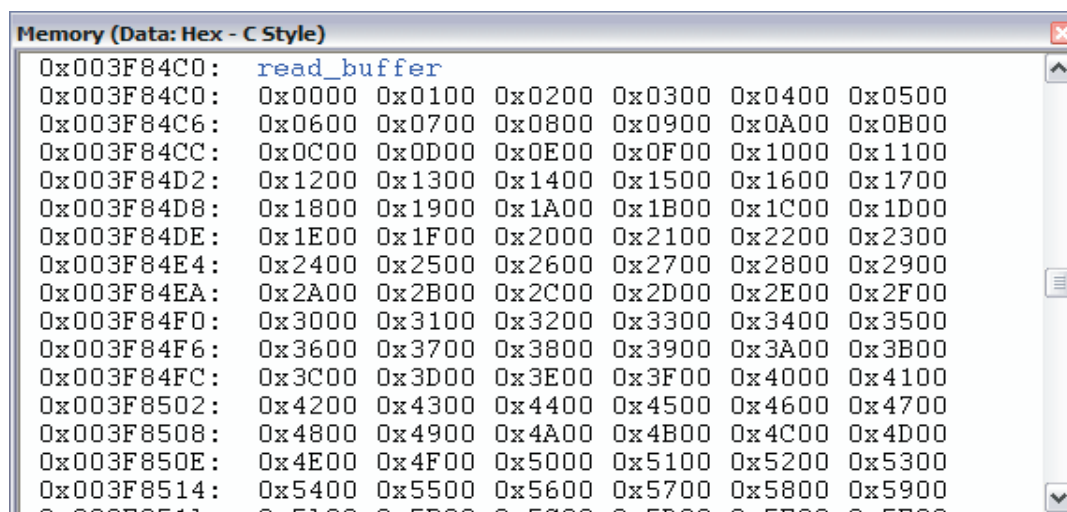 Memory (Data: Hex - C Style)
0x003F84C0: read_buffer
0x003F84C0: 0x0000 0x0100 0x0200 0x0300 0x0400 0x0500
0x003F84C6: 0x0600 0x0700 0x0800 0x0900 0x0A00 0x0B00
0x003F84CC: 0x0C00 0x0D00 0x0E00 0x0F00 0x1000 0x1100
0x003F84D2: 0x1200 0x1300 0x1400 0x1500 0x1600 0x1700
0x003F84D8: 0x1800 0x1900 0x1A00 0x1B00 0x1C00 0x1D00
0x003F84DE: 0x1E00 0x1F00 0x2000 0x2100 0x2200 0x2300
0x003F84E4: 0x2400 0x2500 0x2600 0x2700 0x2800 0x2900
0x003F84EA: 0x2A00 0x2B00 0x2C00 0x2D00 0x2E00 0x2F00
0x003F84F0: 0x3000 0x3100 0x3200 0x3300 0x3400 0x3500
0x003F84F6: 0x3600 0x3700 0x3800 0x3900 0x3A00 0x3B00
0x003F84FC: 0x3C00 0x3D00 0x3E00 0x3F00 0x4000 0x4100
0x003F8502: 0x4200 0x4300 0x4400 0x4500 0x4600 0x4700
0x003F8508: 0x4800 0x4900 0x4A00 0x4B00 0x4C00 0x4D00
0x003F850E: 0x4E00 0x4F00 0x5000 0x5100 0x5200 0x5300
0x003F8514: 0x5400 0x5500 0x5600 0x5700 0x5800 0x5900